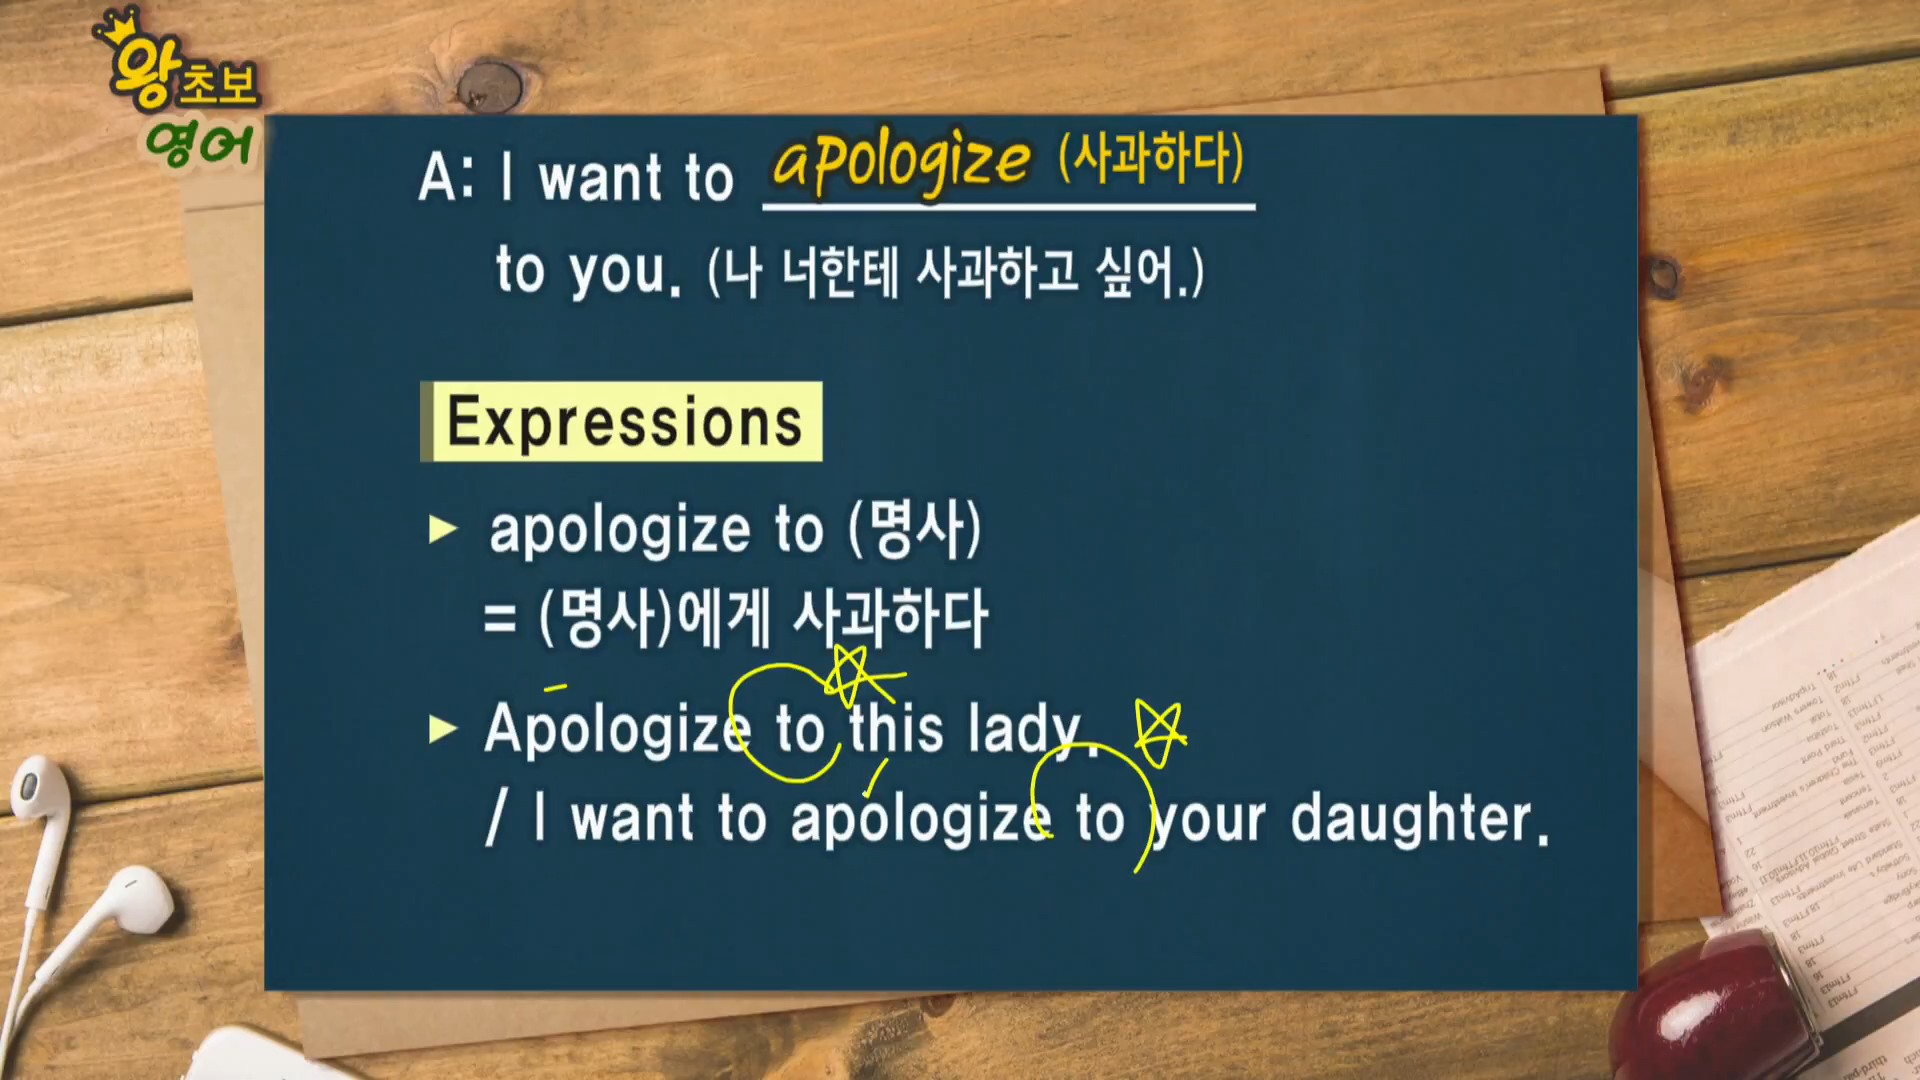 왕초보
영어
A: I want to apologize (사과하다)
to you. (나 너한테 사과하고 싶어.)
Expressions
▶ apologize to (명사)
= (명사)에게 사과하다
▶ Apologize to this lady.
/ I want to apologize to your daughter.